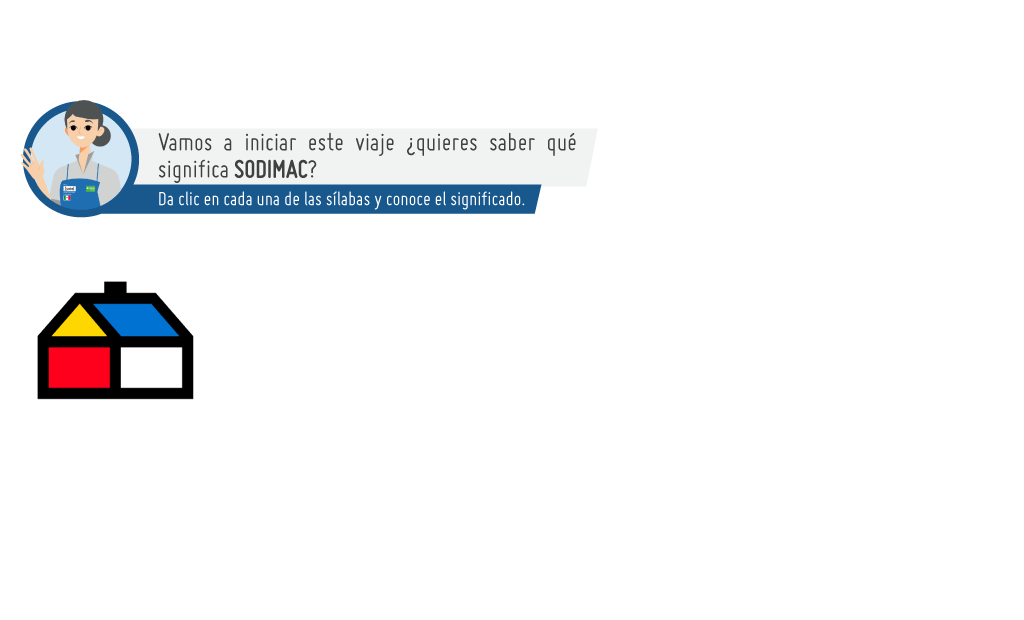 Vamos a iniciar este viaje ¿quieres saber qué
significa SODIMAC?
Da clic en cada una de las sílabas y conoce el significado.